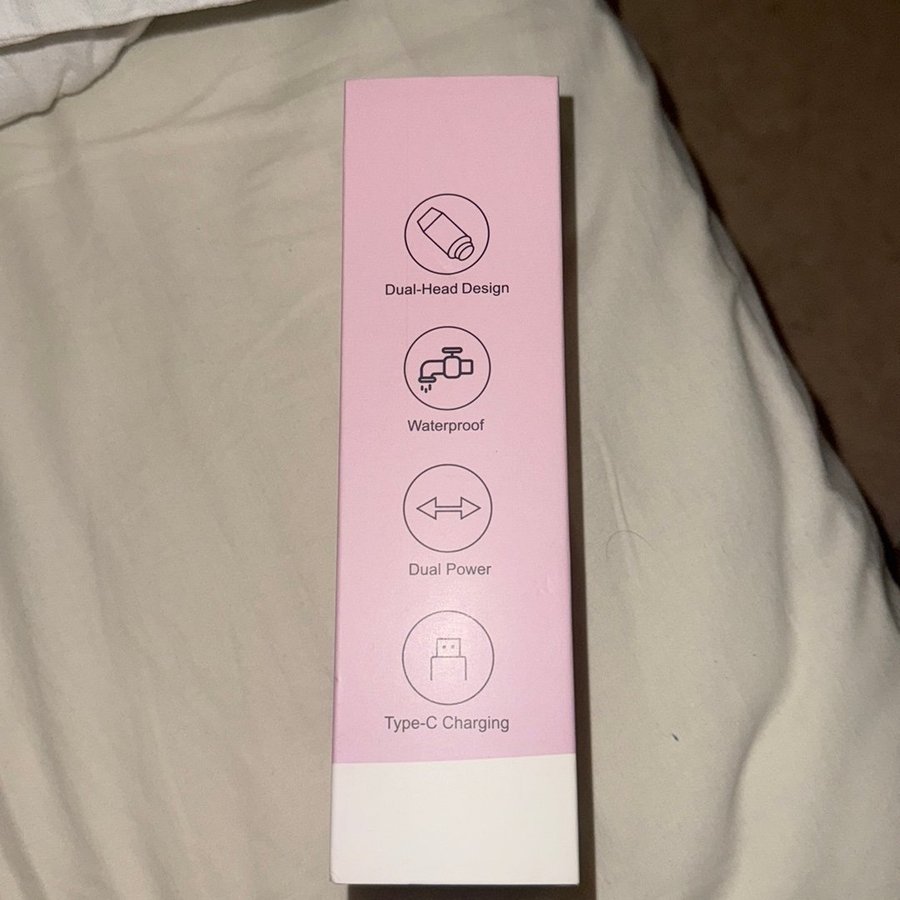 Dual-Head Design
Waterproof
Dual Power
Type-C Charging